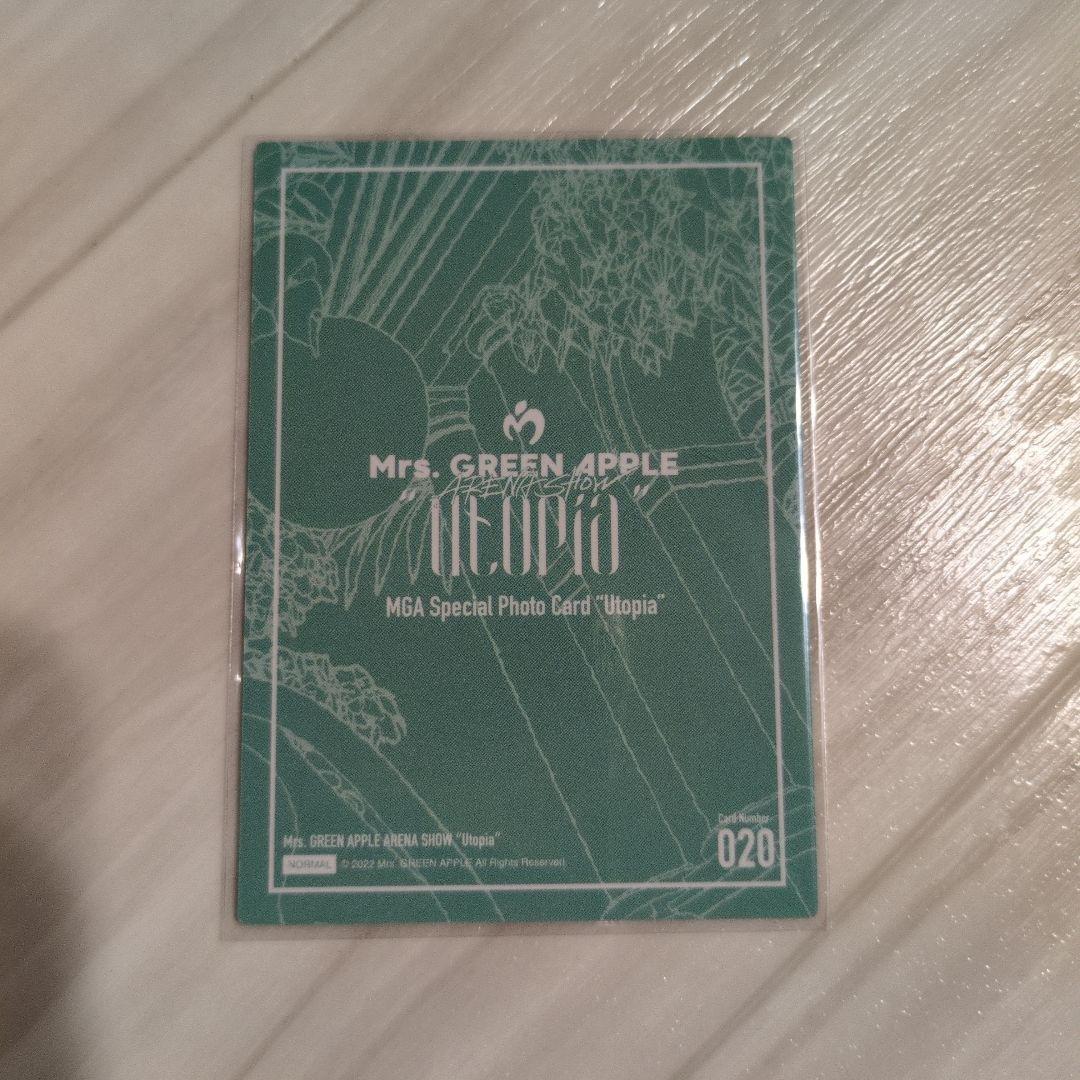 Mrs. GREEN APPLE
ARENA SHOW
"Utopia"
MGA Special Photo Card "Utopia"
Mrs. GREEN APPLE ARENA SHOW "Utopia"
NORMAL © 2022 Mrs. GREEN APPLE All Rights Reserved.
Card Number
020